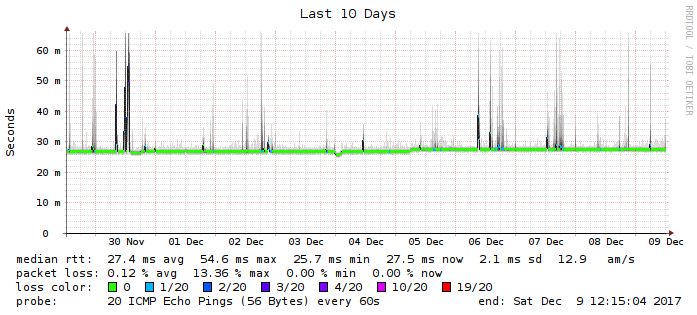 Last 10 Days
RRDTOOL / TOBI OETIKER
Seconds
60 m
50 m
40 m
30 m
20 m
10 m
0
30 Nov 01 Dec 02 Dec 03 Dec 04 Dec 05 Dec 06 Dec 07 Dec 08 Dec 09 Dec
median rtt: 27.4 ms avg 54.6 ms max 25.7 ms min 27.5 ms now 2.1 ms sd 12.9 am/s
packet loss: 0.12 % avg 13.36 % max 0.00 % min 0.00 % now
loss color: 0 1/20 2/20 3/20 4/20 10/20 19/20
probe: 20 ICMP Echo Pings (56 Bytes) every 60s end: Sat Dec 9 12:15:04 2017